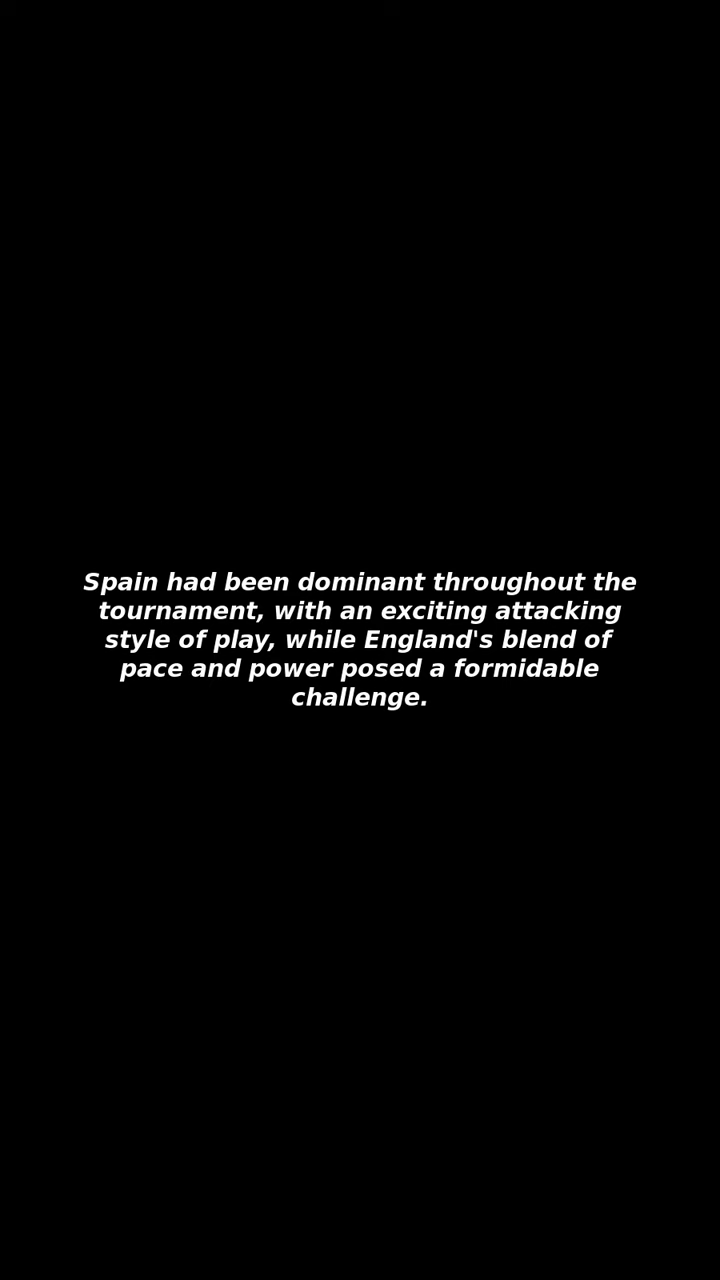 Spain had been dominant throughout the
tournament, with an exciting attacking
style of play, while England's blend of
pace and power posed a formidable
challenge.